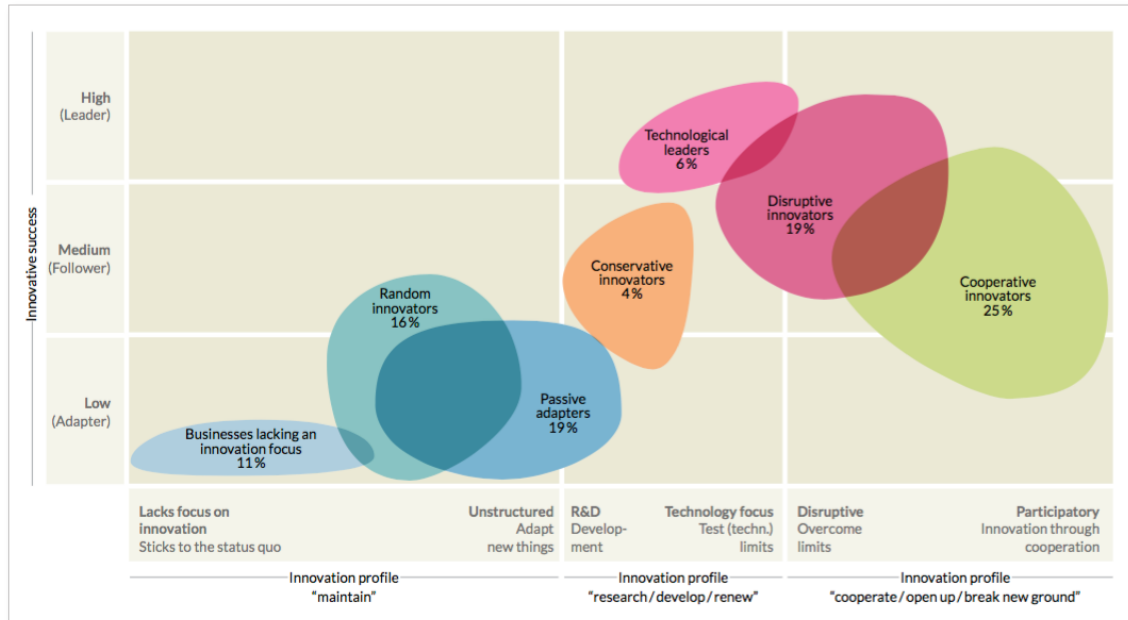 Innovative success
High
(Leader)
Medium
(Follower)
Low
(Adapter)
Technological
leaders
6%
Disruptive
innovators
19%
Conservative
innovators
4%
Cooperative
innovators
25%
Random
innovators
16%
Passive
adapters
19%
Businesses lacking an
innovation focus
11%
Lacks focus on
innovation
Sticks to the status quo
Unstructured
Adapt
new things
R&D
Develop-
ment
Technology focus
Test (techn.)
limits
Disruptive
Overcome
limits
Participatory
Innovation through
cooperation
Innovation profile
"maintain"
Innovation profile
"research/develop/renew"
Innovation profile
"cooperate/open up/break new ground"